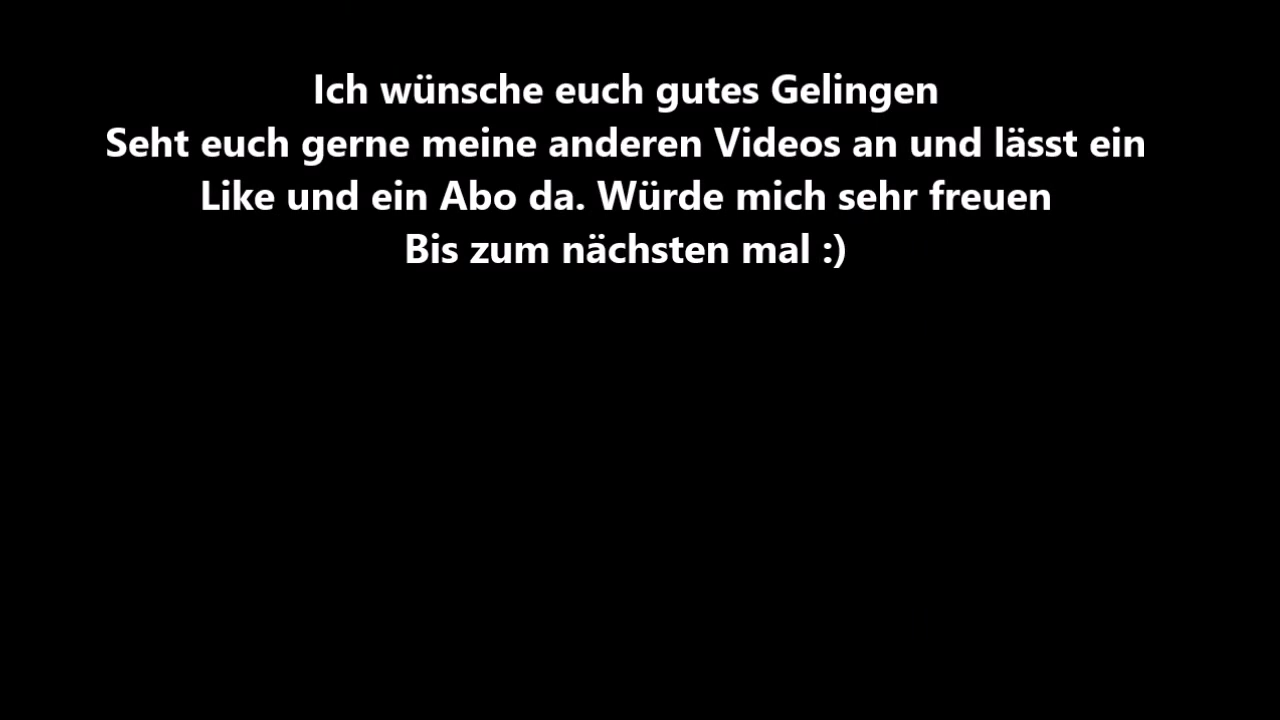 Ich wünsche euch gutes Gelingen
Seht euch gerne meine anderen Videos an und lässt ein
Like und ein Abo da. Würde mich sehr freuen
Bis zum nächsten mal :)